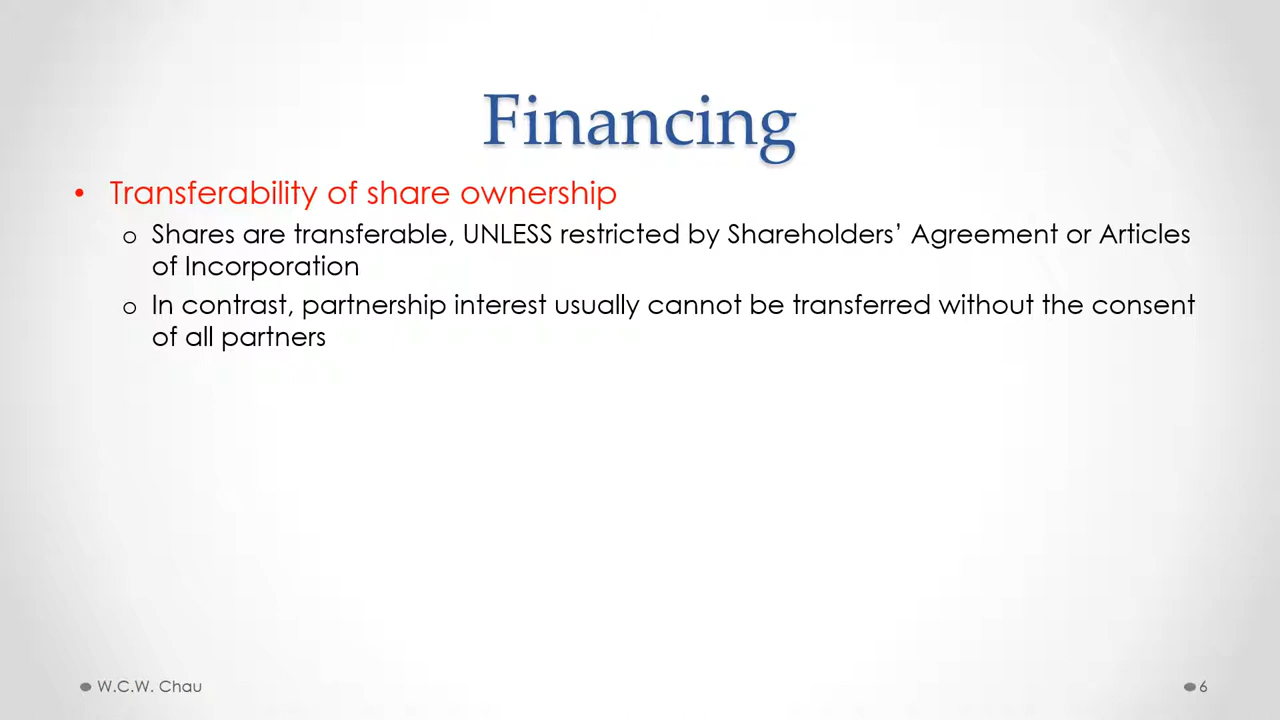 Financing
• Transferability of share ownership
o Shares are transferable, UNLESS restricted by Shareholders’ Agreement or Articles
of Incorporation
o In contrast, partnership interest usually cannot be transferred without the consent
of all partners
W.C.W. Chau
6